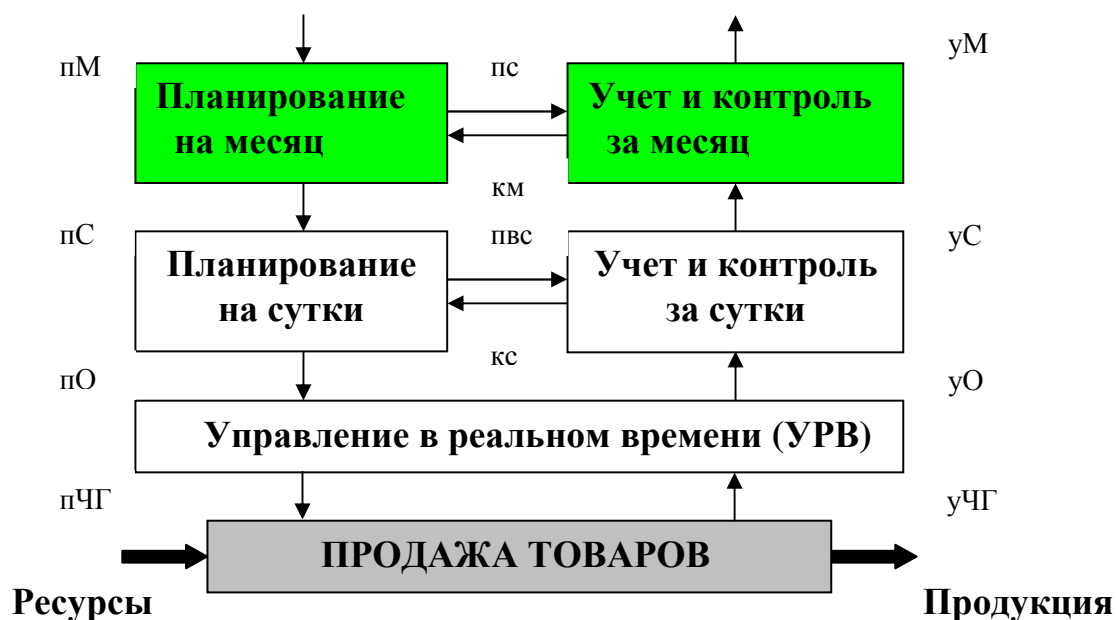 пМ
пс
уМ
Планирование
на месяц
Учет и контроль
за месяц
км
пС
пвс
уС
Планирование
на сутки
Учет и контроль
за сутки
кс
пО
уО
Управление в реальном времени (УРВ)
пЧГ
уЧГ
ПРОДАЖА ТОВАРОВ
Ресурсы
Продукция